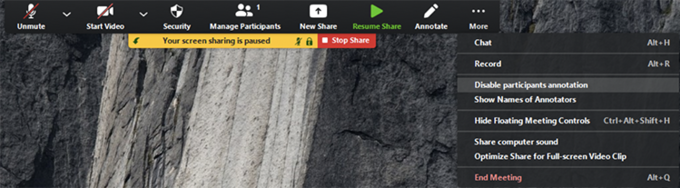 Unmute
Start Video
Security
1
Manage Participants
New Share
Resume Share
Annotate
More
Your screen sharing is paused
Stop Share
Chat Alt+H
Record Alt+R
Disable participants annotation
Show Names of Annotators
Hide Floating Meeting Controls Ctrl+Alt+Shift+H
Share computer sound
Optimize Share for Full-screen Video Clip
End Meeting Alt+Q